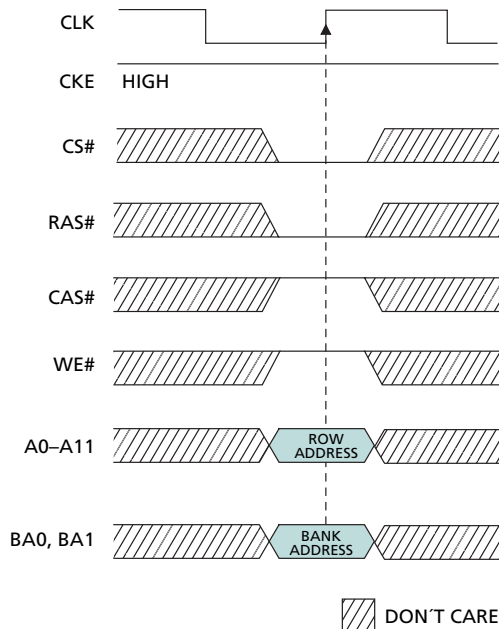 CLK
CKE HIGH
CS#
RAS#
CAS#
WE#
A0–A11
ROW
ADDRESS
BA0, BA1
BANK
ADDRESS
DON´T CARE